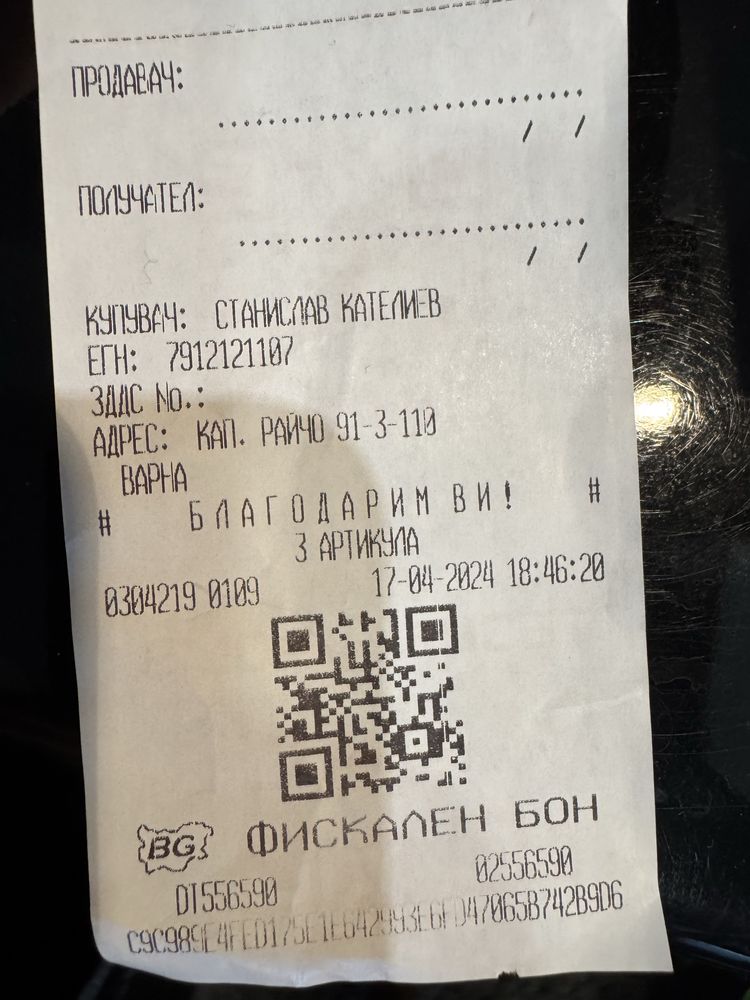 ПРОДАВАЧ:
..............................
/ /
ПОЛУЧАТЕЛ:
............................
/ /
КУПУВАЧ: СТАНИСЛАВ КАТЕЛИЕВ
ЕГН: 7912121107
ЗДДС No.:
АДРЕС: КАП. РАЙЧО 91-3-110
ВАРНА
# БЛАГОДАРИМ ВИ! #
3 АРТИКУЛА
0304219 0109 17-04-2024 18:46:20
BG ФИСКАЛЕН БОН
DT556590 02556590